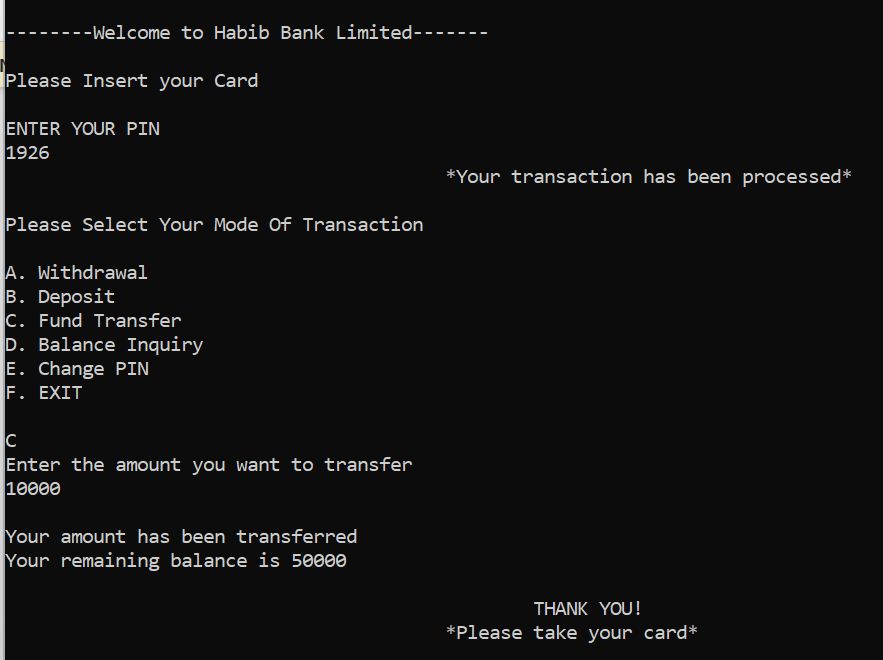 --------Welcome to Habib Bank Limited-------
Please Insert your Card
ENTER YOUR PIN
1926
*Your transaction has been processed*
Please Select Your Mode Of Transaction
A. Withdrawal
B. Deposit
C. Fund Transfer
D. Balance Inquiry
E. Change PIN
F. EXIT
C
Enter the amount you want to transfer
10000
Your amount has been transferred
Your remaining balance is 50000
THANK YOU!
*Please take your card*